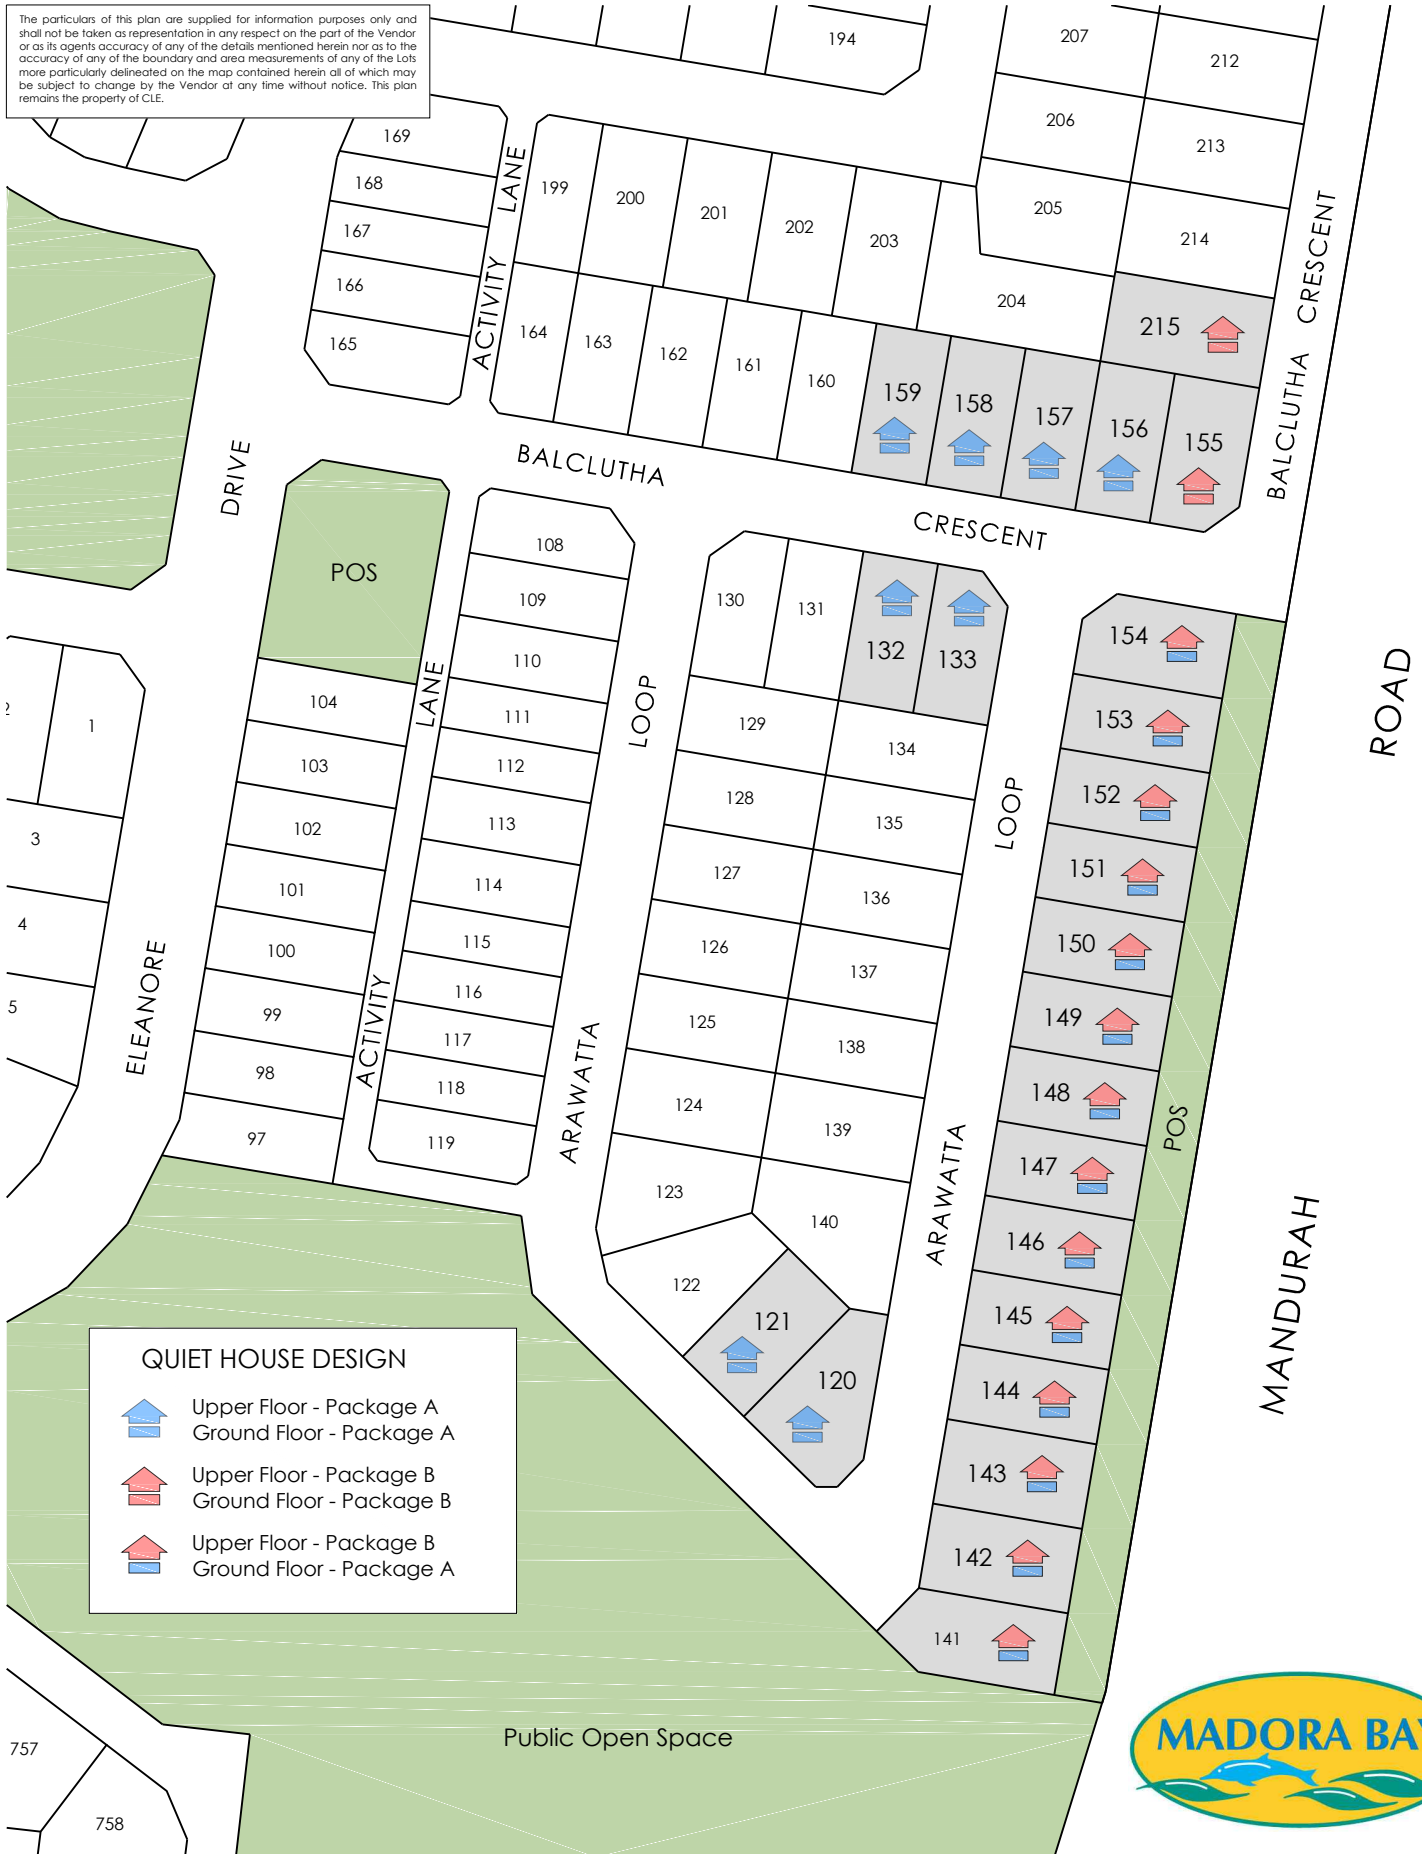 The particulars of this plan are supplied for information purposes only and
shall not be taken as representation in any respect on the part of the Vendor
or as its agents accuracy of any of the details mentioned herein nor as to the
accuracy of any of the boundary and area measurements of any of the Lots
more particularly delineated on the map contained herein all of which may
be subject to change by the Vendor at any time without notice. This plan
remains the property of CLE.
194
207
212
206
213
205
214
204
215
169
168
167
166
165
ACTIVITY LANE
199
200
201
202
203
164
163
162
161
160
159
158
157
156
155
BALCLUTHA CRESCENT
BALCLUTHA CRESCENT
DRIVE
ELEANORE
POS
104
103
102
101
100
99
98
97
LANE
ACTIVITY
108
109
110
111
112
113
114
115
116
117
118
119
LOOP
ARAWATTA
130
131
132
133
129
134
128
135
127
136
126
137
125
138
124
139
123
140
122
121
120
LOOP
ARAWATTA
154
153
152
151
150
149
148
147
146
145
144
143
142
141
POS
ROAD
MANDURAH
2
1
3
4
5
QUIET HOUSE DESIGN
Upper Floor - Package A
Ground Floor - Package A
Upper Floor - Package B
Ground Floor - Package B
Upper Floor - Package B
Ground Floor - Package A
Public Open Space
757
758
MADORA BAY